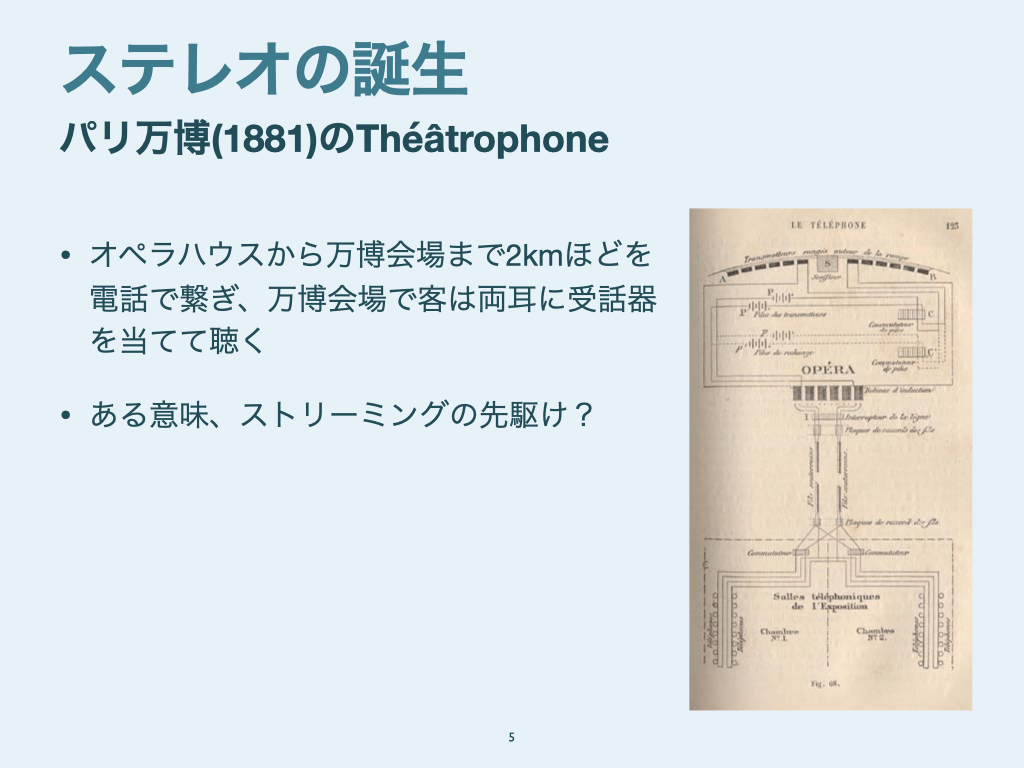 ステレオの誕生
パリ万博(1881)のThéâtrophone
• オペラハウスから万博会場まで2kmほどを
電話で繋ぎ、万博会場で客は両耳に受話器
を当てて聴く
• ある意味、ストリーミングの先駆け？
LE TÉLÉPHONE 125
Transmetteurs rangés autour de la rampe
S
Souffleur
A B
P
P Piles des transmetteurs
C
Commutateur
de piles
P
P' Piles de rechange
C'
Commutateur
de piles
OPÉRA
Bobines d'induction
I Interrupteur de la ligne
Plaques de raccord des fils
Fils souterrains
Fils souterrains
Plaques de raccord des fils
Commutateur Commutateur
Salles téléphoniques
de l'Exposition
Chambre
Nº 1.
Chambre
Nº 2.
Téléphones
Téléphones
Téléphones
Téléphones
Fig. 68.
5